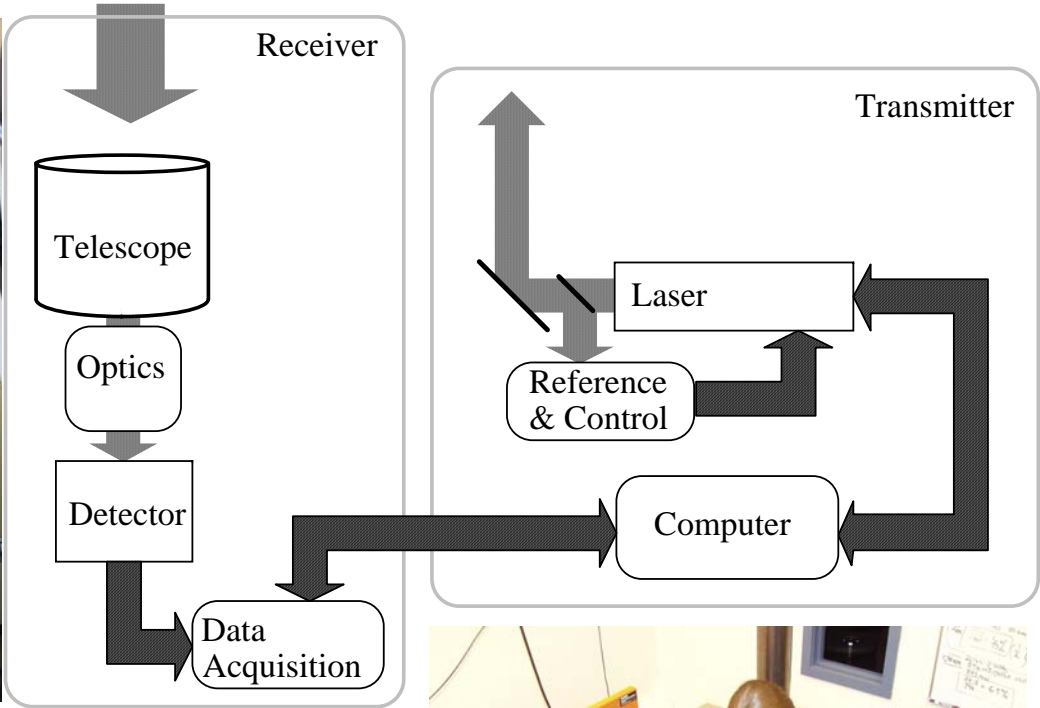 Receiver
Transmitter
Telescope
Laser
Optics
Reference
& Control
Detector
Computer
Data
Acquisition